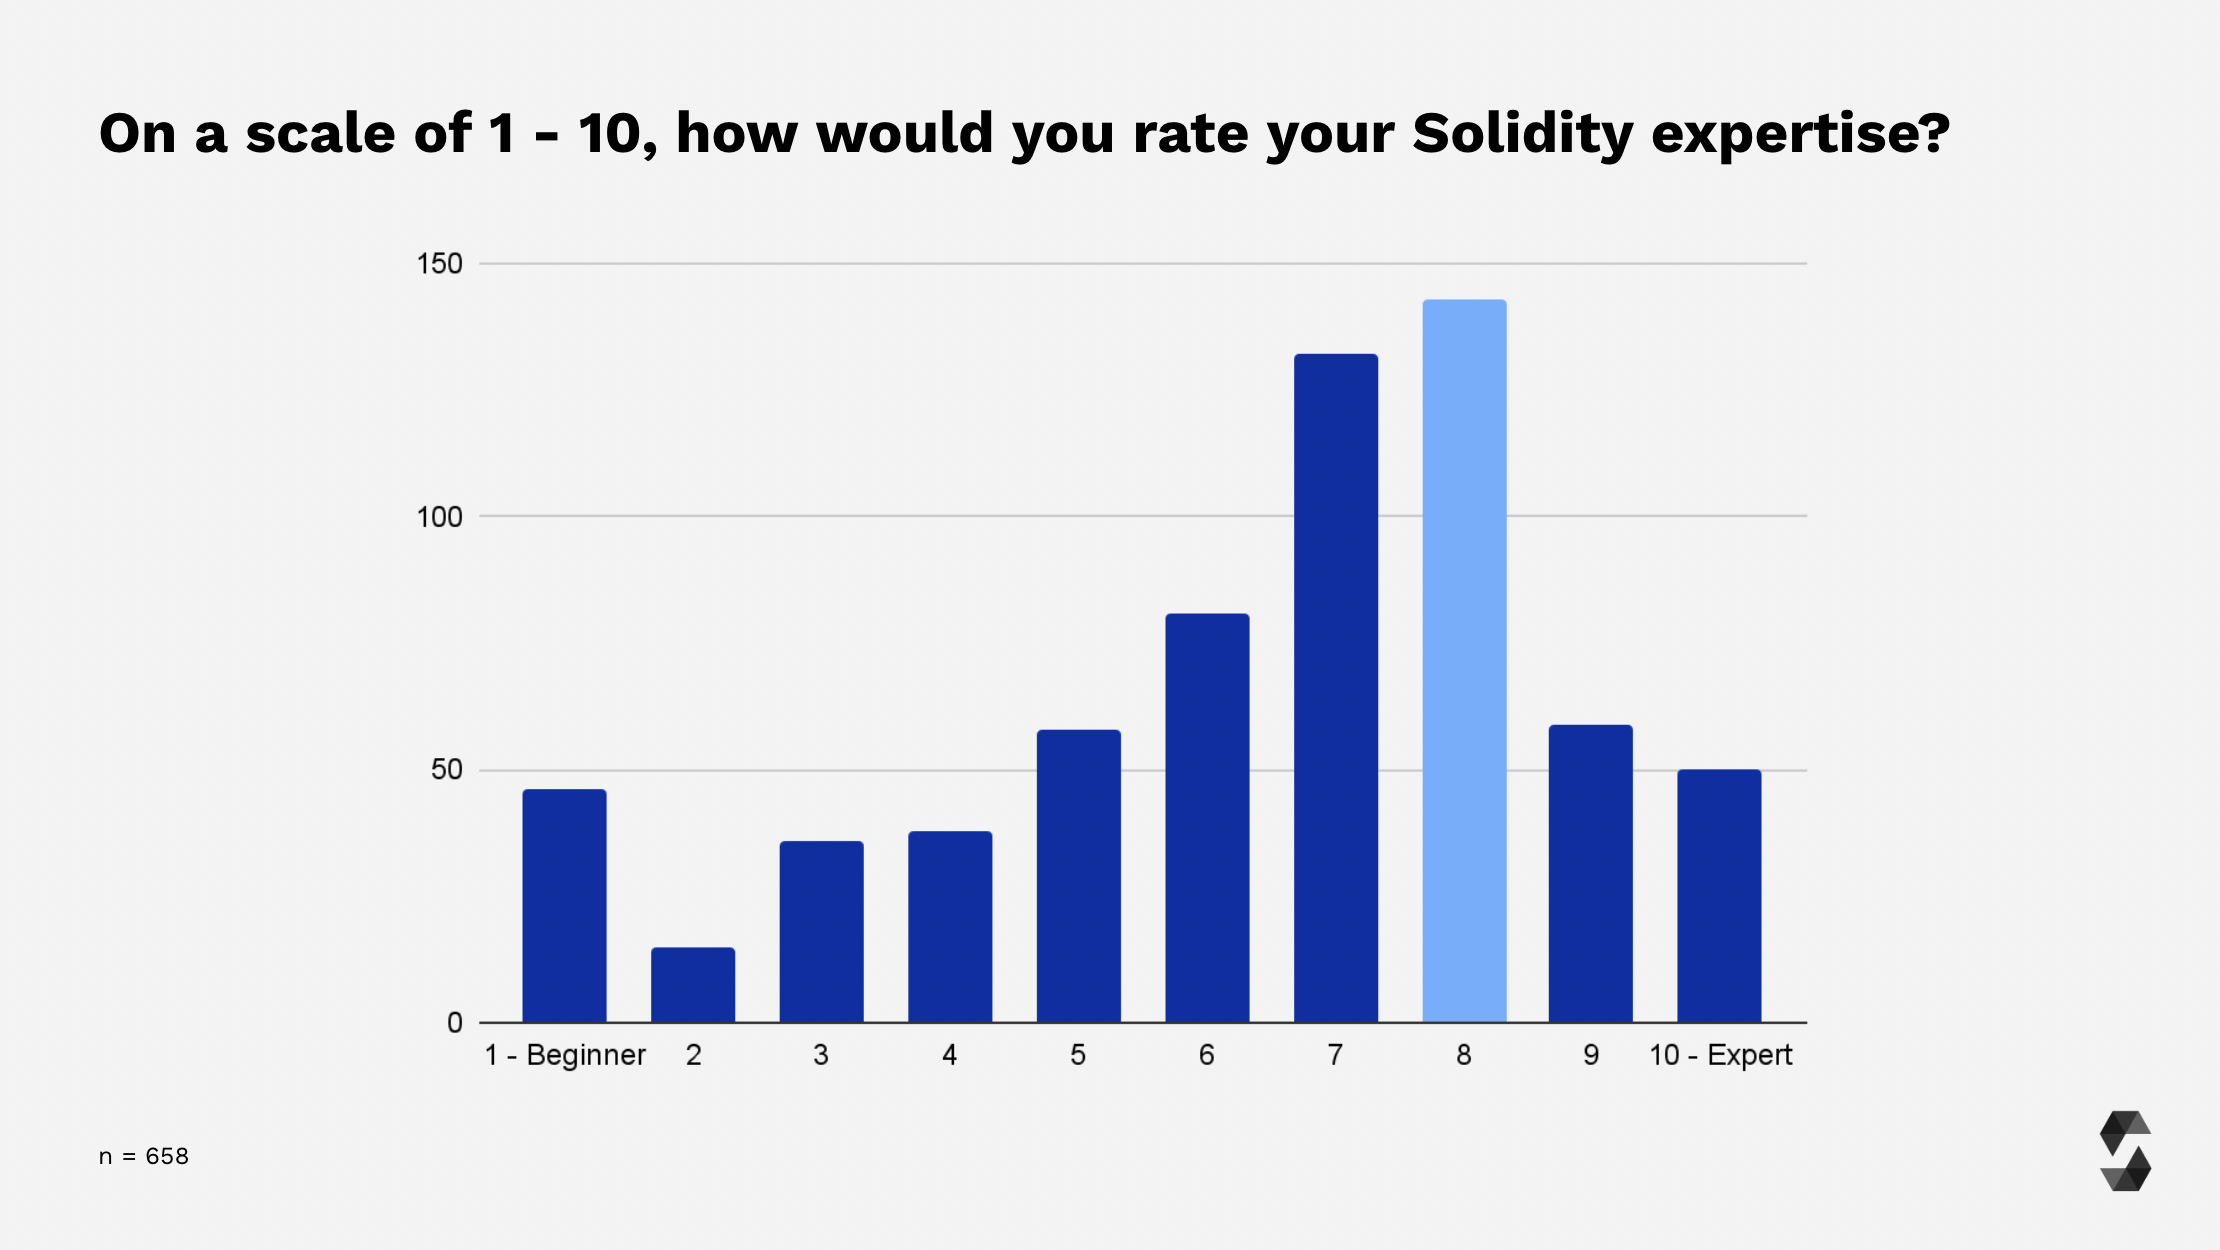 On a scale of 1 - 10, how would you rate your Solidity expertise?
150
100
50
0
1 - Beginner 2 3 4 5 6 7 8 9 10 - Expert
n = 658